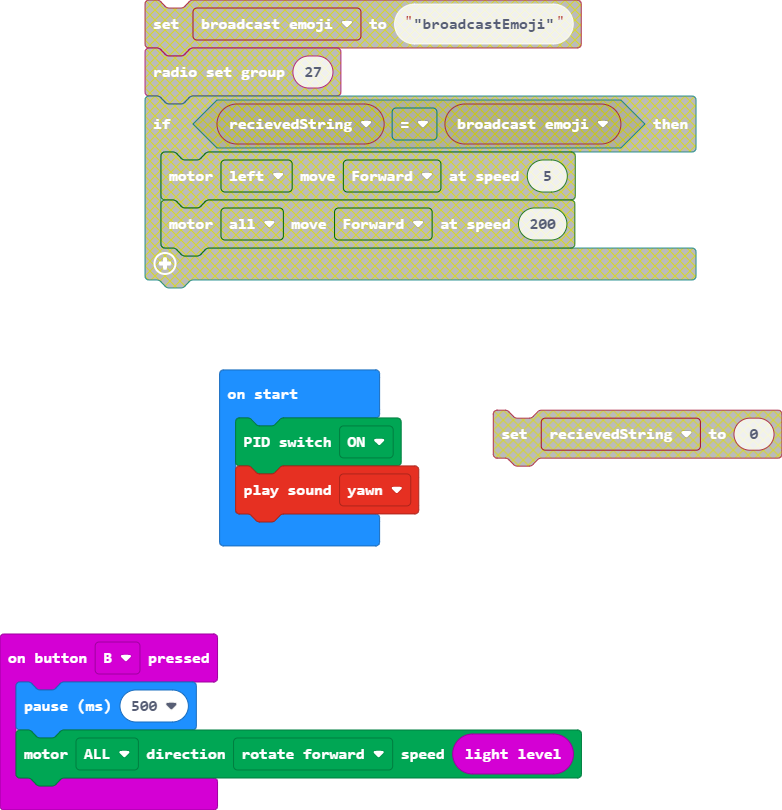 set broadcast emoji to ""broadcastEmoji""
radio set group 27
if recievedString = broadcast emoji then
motor left move Forward at speed 5
motor all move Forward at speed 200
on start
PID switch ON
play sound yawn
set recievedString to 0
on button B pressed
pause (ms) 500
motor ALL direction rotate forward speed light level